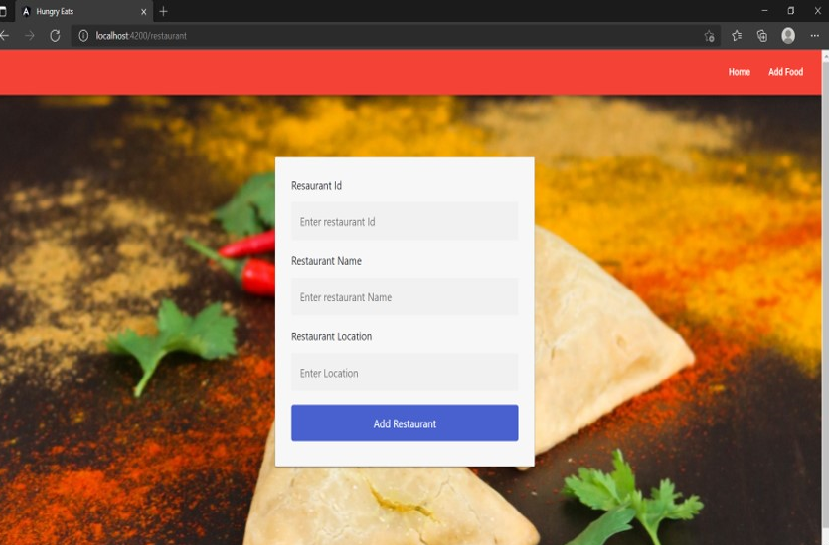 Hungry Eats
localhost:4200/restaurant
Home Add Food
Resaurant Id
Enter restaurant Id
Restaurant Name
Enter restaurant Name
Restaurant Location
Enter Location
Add Restaurant